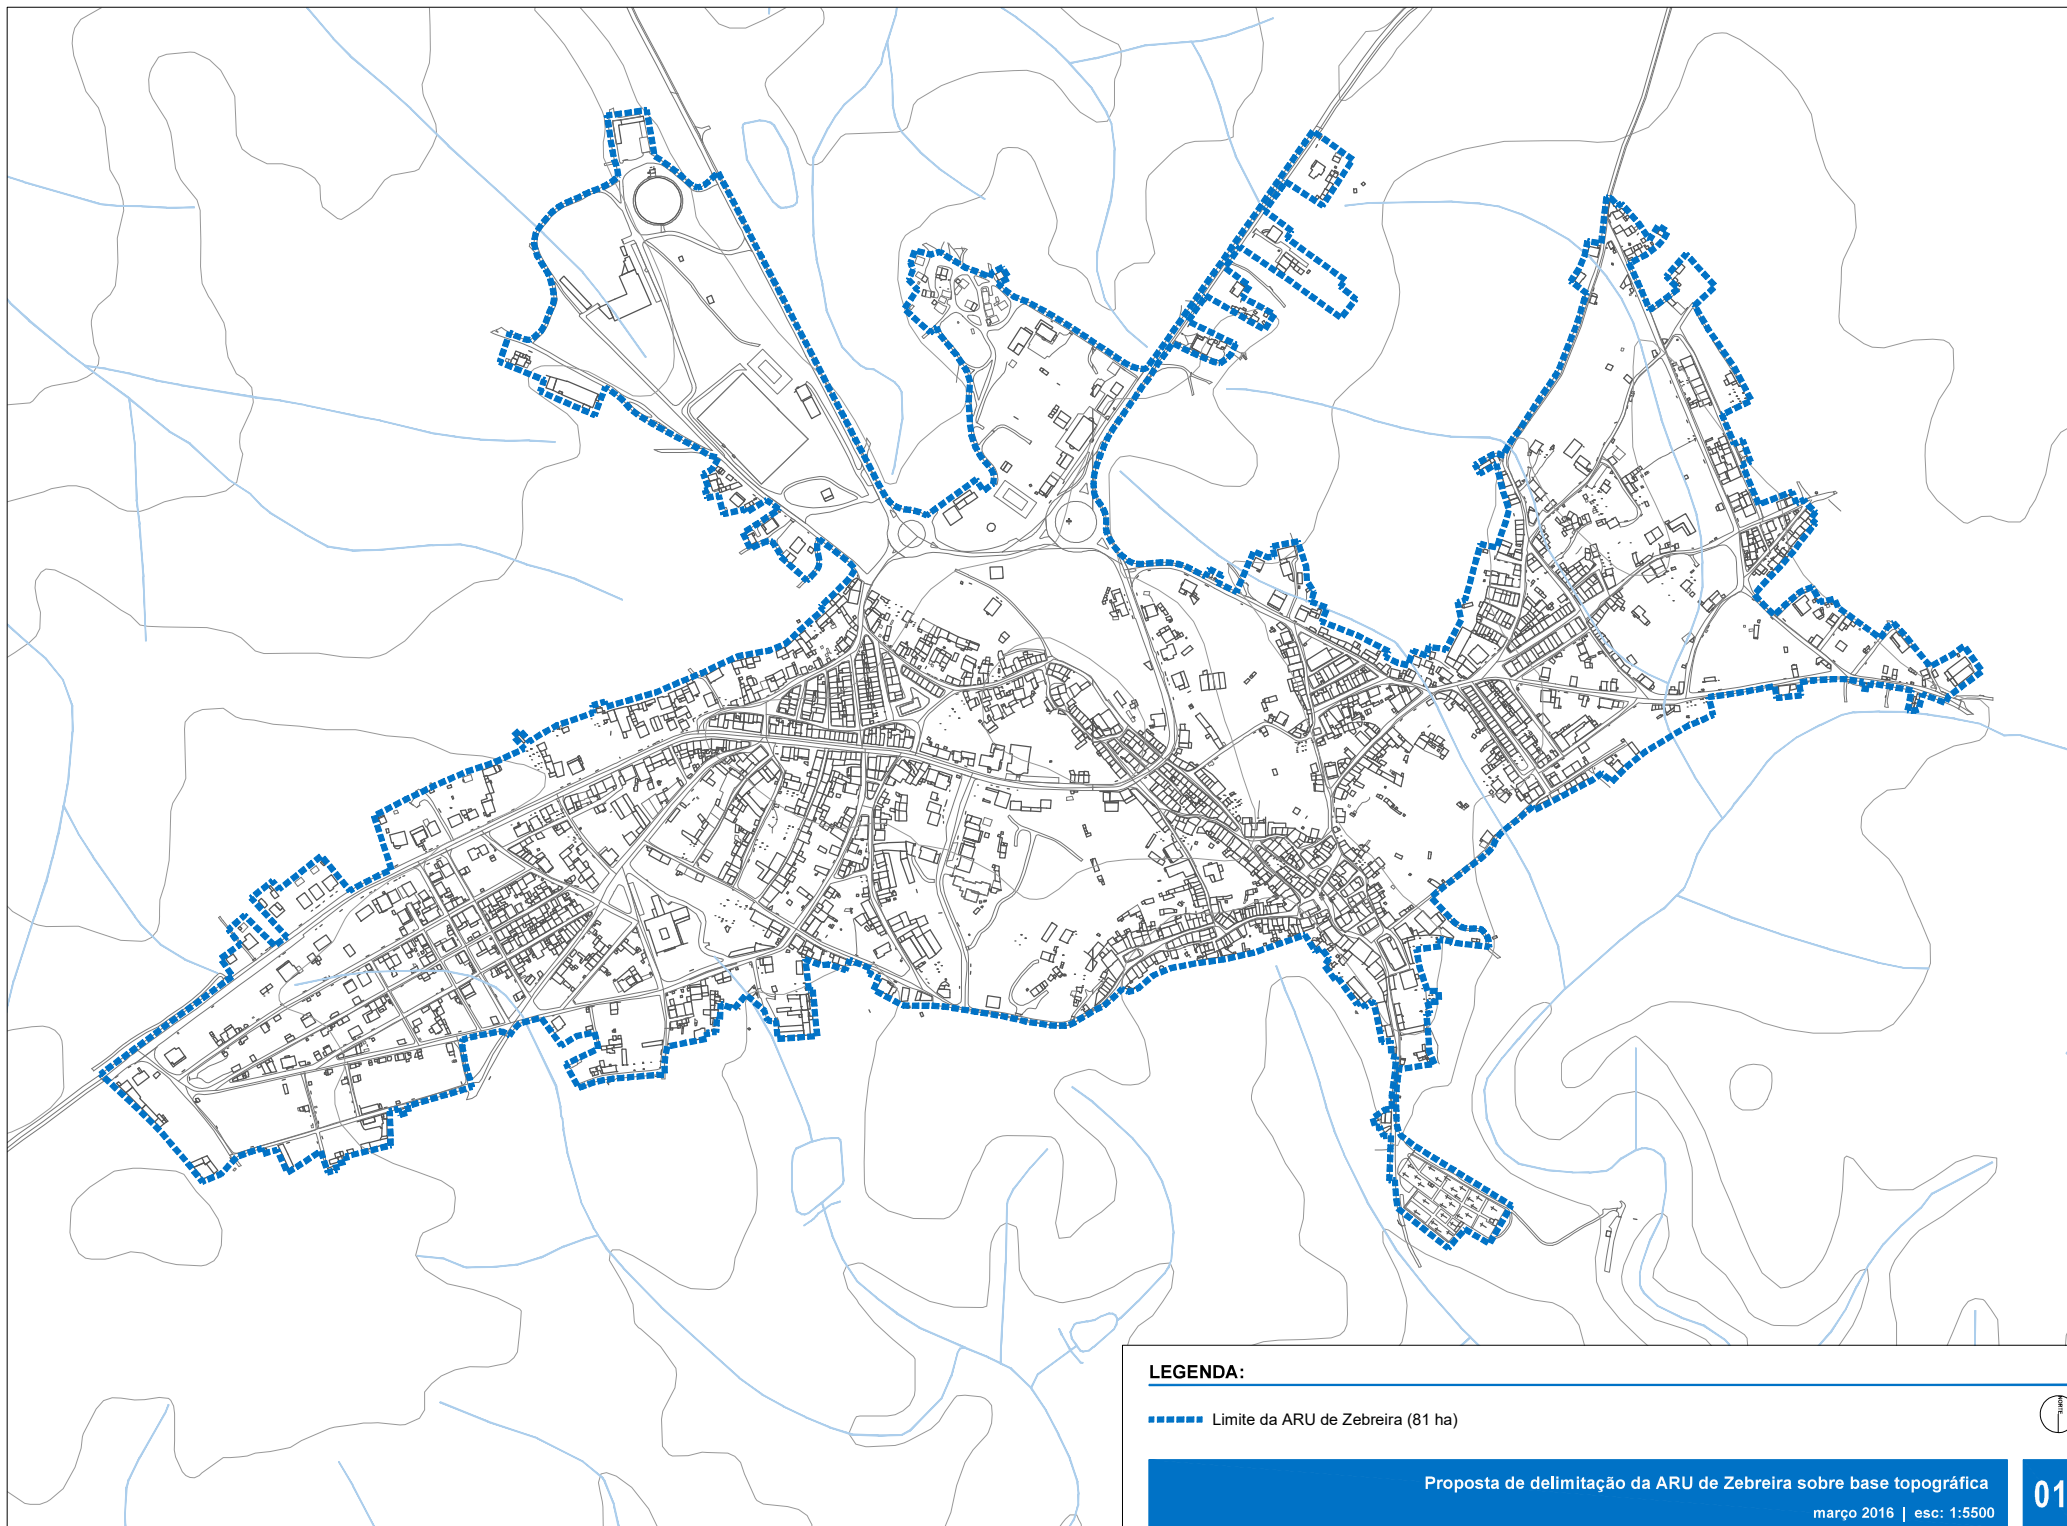 LEGENDA:
Limite da ARU de Zebreira (81 ha)
NORTE
Proposta de delimitação da ARU de Zebreira sobre base topográfica
março 2016 | esc: 1:5500
01